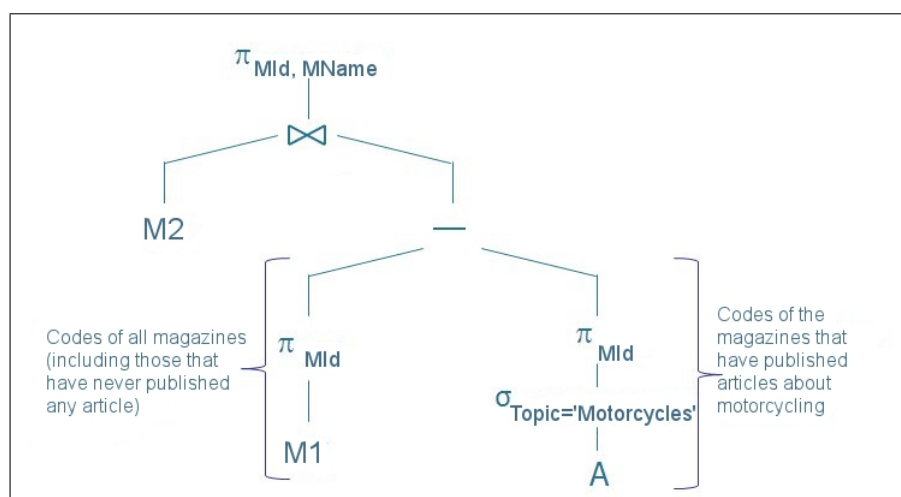 π MId, MName
⋈
M2
—
Codes of all magazines
(including those that
have never published
any article)
π MId
M1
π MId
σ Topic='Motorcycles'
A
Codes of the
magazines that
have published
articles about
motorcycling